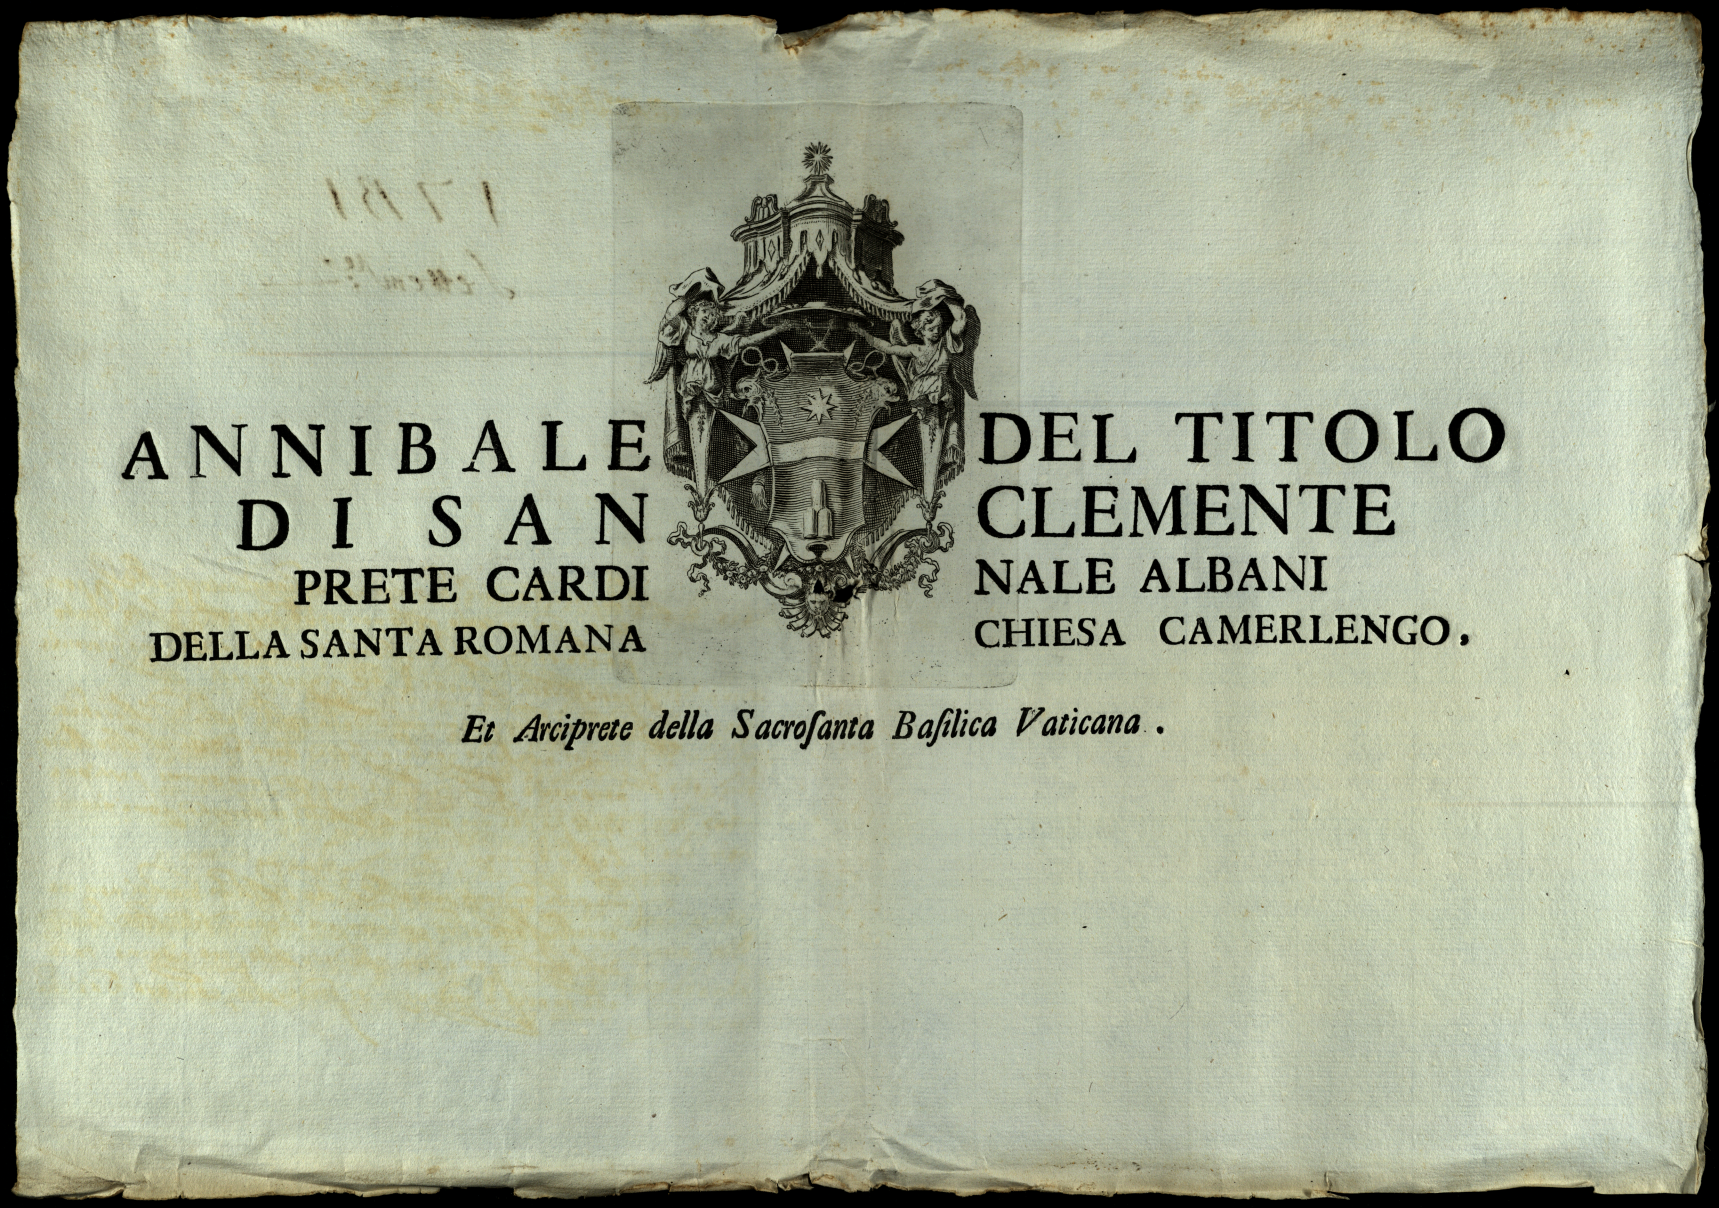 ANNIBALE DEL TITOLO
DI SAN CLEMENTE
PRETE CARDI NALE ALBANI
DELLA SANTA ROMANA CHIESA CAMERLENGO,
Et Arciprete della Sacroſanta Baſilica Vaticana.